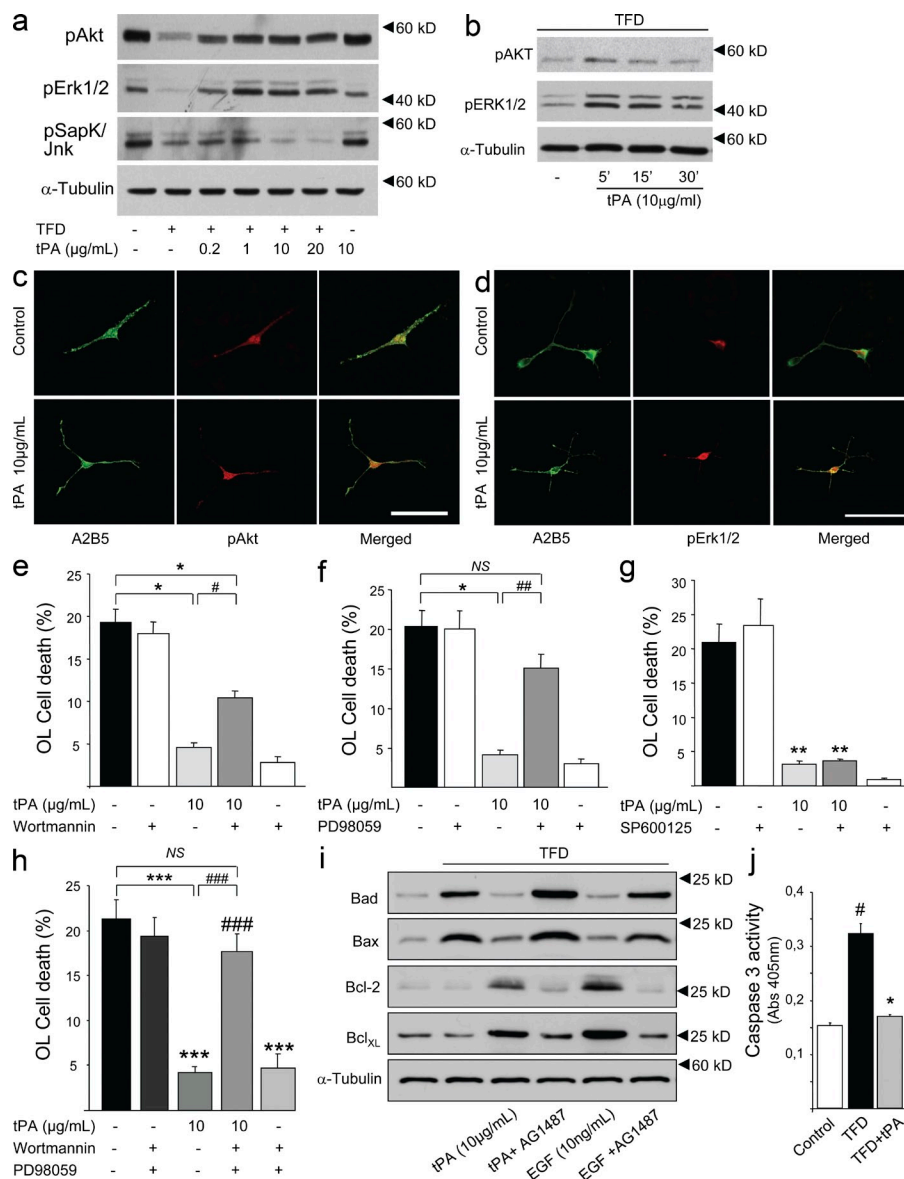 a
pAkt
60 kD
pErk1/2
40 kD
pSapK/
Jnk
60 kD
α-Tubulin
60 kD
TFD - + + + + + -
tPA (µg/mL) - - 0.2 1 10 20 10
b
TFD
pAKT
60 kD
pERK1/2
40 kD
α-Tubulin
60 kD
- 5' 15' 30'
tPA (10µg/ml)
c
Control
tPA 10µg/mL
A2B5 pAkt Merged
d
Control
tPA 10µg/mL
A2B5 pErk1/2 Merged
e
OL Cell death (%)
25
20
15
10
5
*
* #
tPA (µg/mL) - - 10 10 -
Wortmannin - + - + +
f
OL Cell death (%)
25
20
15
10
5
NS
* ##
tPA (µg/mL) - - 10 10 -
PD98059 - + - + +
g
OL Cell death (%)
30
25
20
15
10
5
** **
tPA (µg/mL) - - 10 10 -
SP600125 - + - + +
h
OL Cell death (%)
25
20
15
10
5
NS
*** ###
###
*** ***
tPA (µg/mL) - - 10 10 -
Wortmannin - + - + +
PD98059 - + - + +
i
TFD
Bad
25 kD
Bax
25 kD
Bcl-2
25 kD
BclXL
25 kD
α-Tubulin
60 kD
tPA (10µg/mL)
tPA+ AG1487
EGF (10ng/mL)
EGF +AG1487
j
Caspase 3 activity
(Abs 405nm)
0,4
0,3
0,2
0,1
#
*
Control
TFD
TFD+tPA